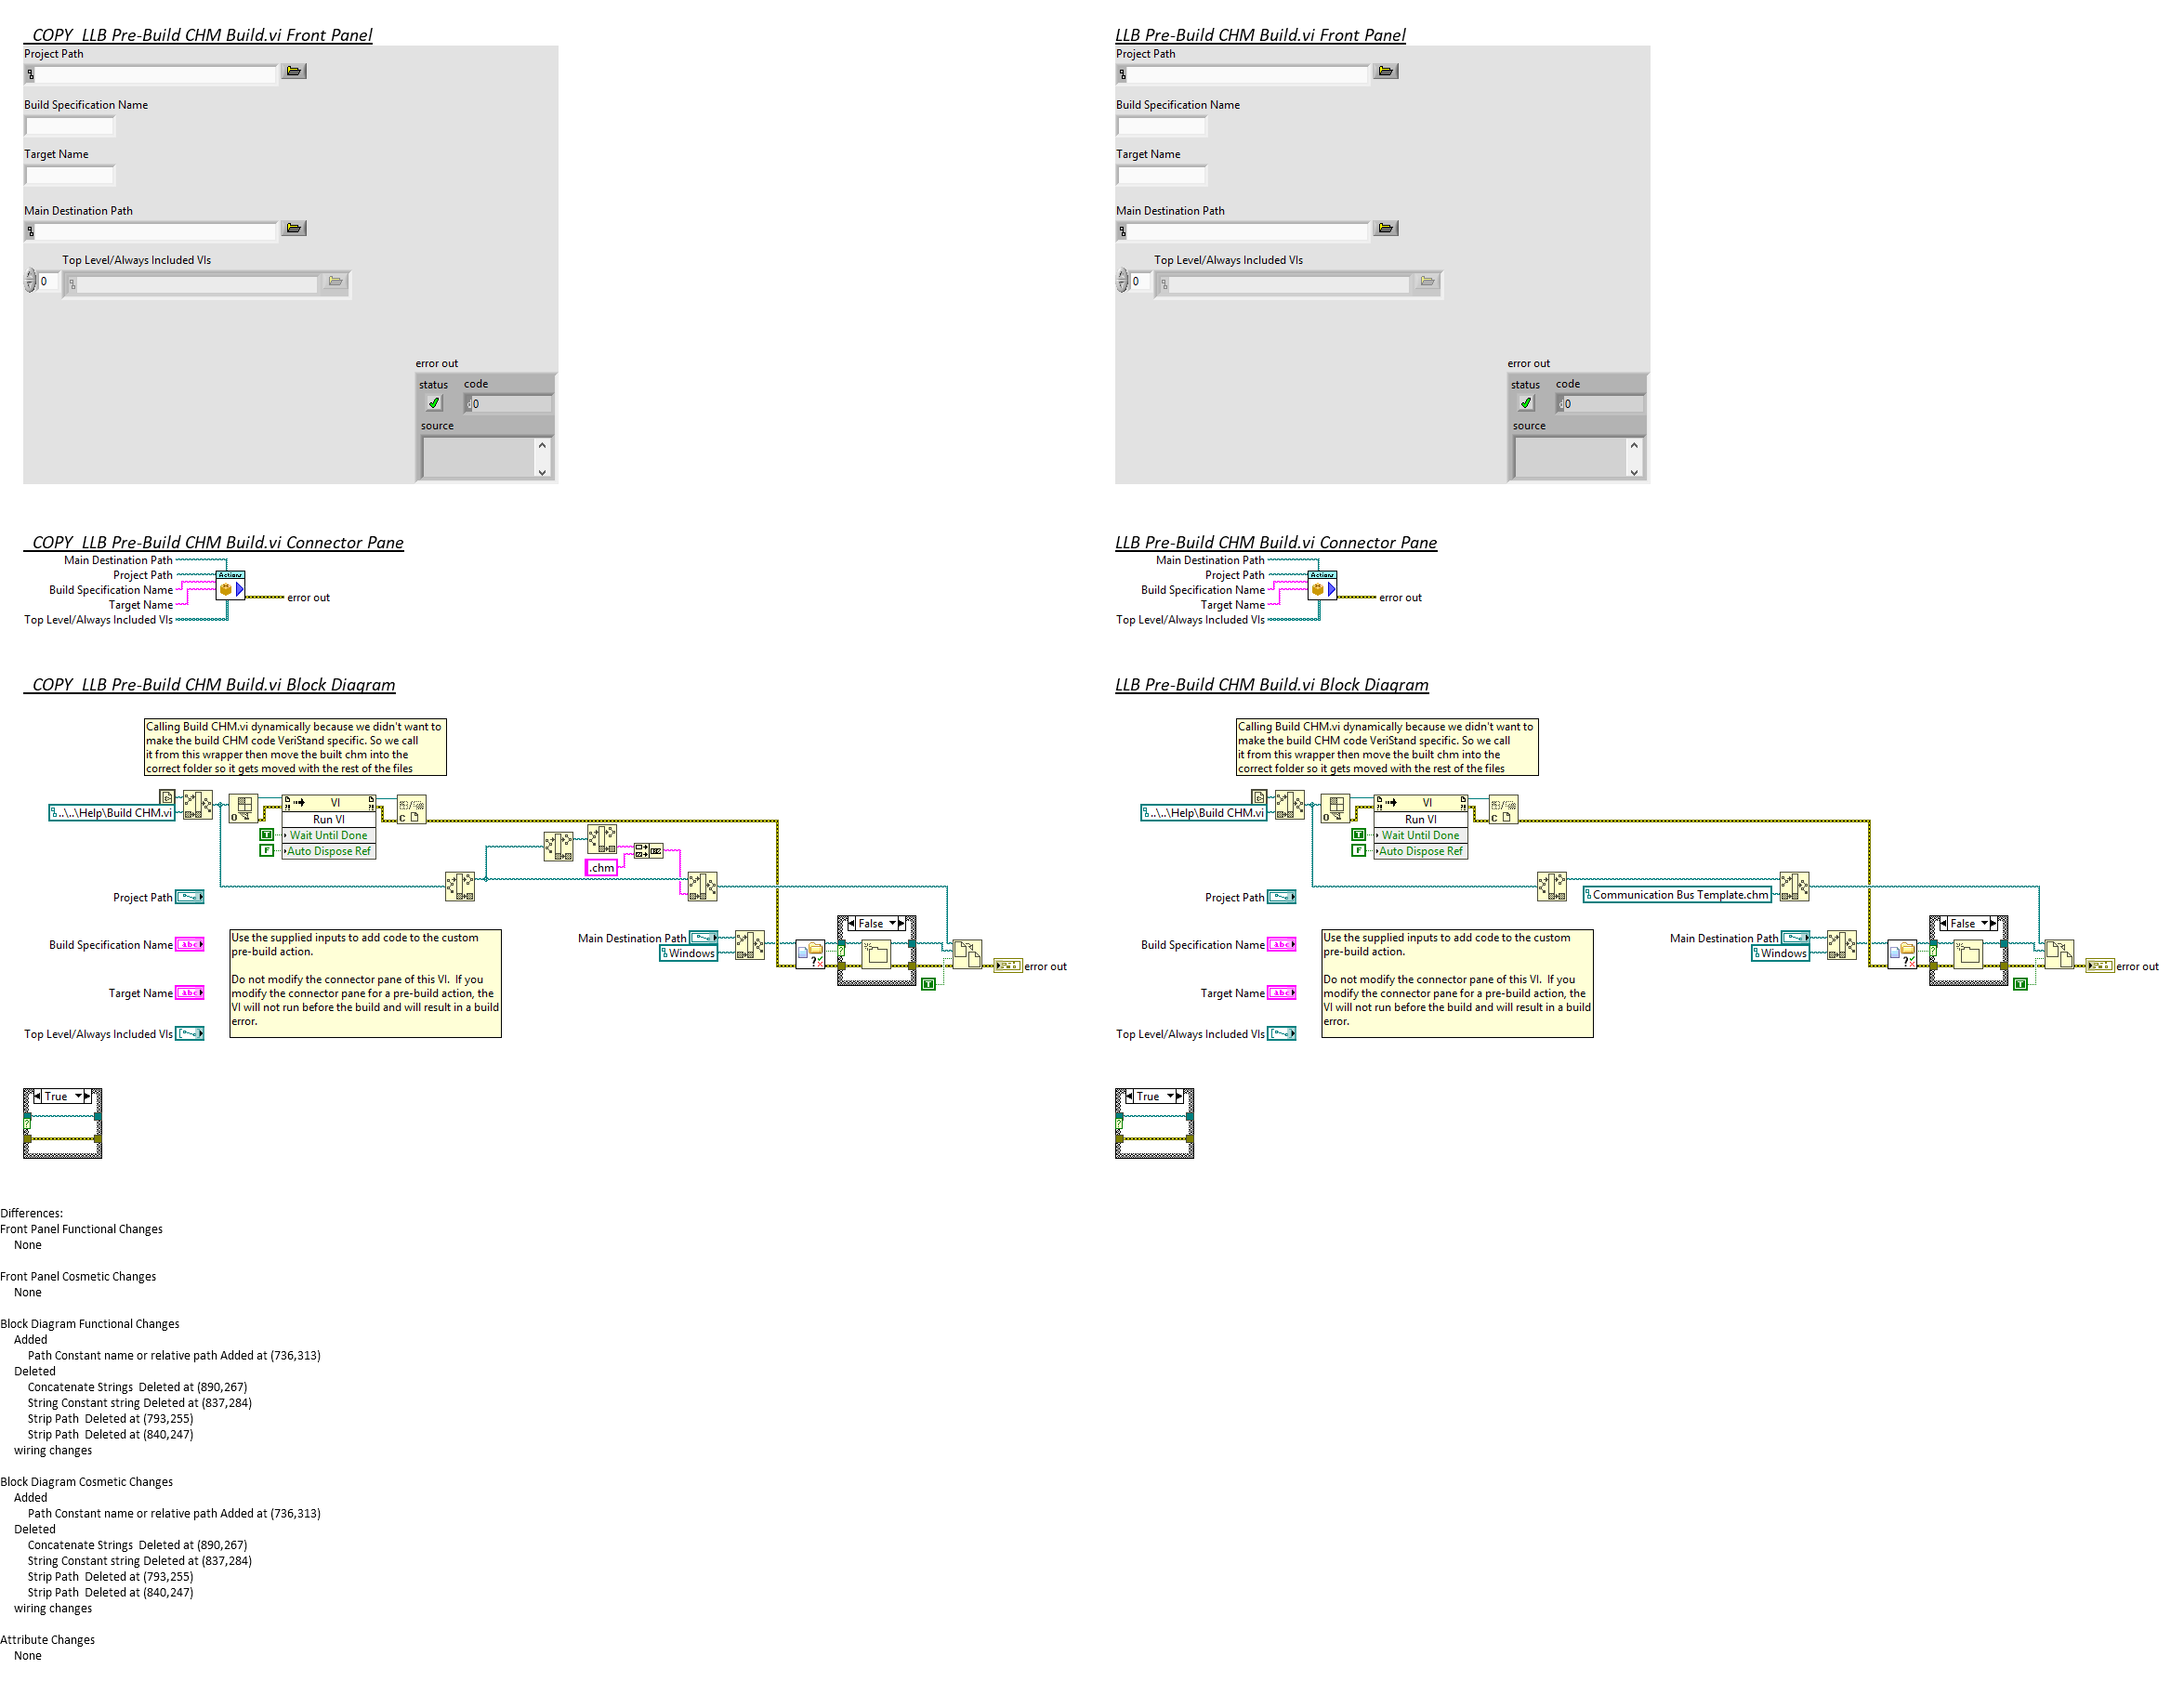 _COPY_LLB Pre-Build CHM Build.vi Front Panel
Project Path
Build Specification Name
Target Name
Main Destination Path
Top Level/Always Included VIs
0
error out
status code
0
source
LLB Pre-Build CHM Build.vi Front Panel
Project Path
Build Specification Name
Target Name
Main Destination Path
Top Level/Always Included VIs
0
error out
status code
0
source
_COPY_LLB Pre-Build CHM Build.vi Connector Pane
Main Destination Path
Project Path
Actions
Build Specification Name
Target Name
error out
Top Level/Always Included VIs
LLB Pre-Build CHM Build.vi Connector Pane
Main Destination Path
Project Path
Actions
Build Specification Name
Target Name
error out
Top Level/Always Included VIs
_COPY_LLB Pre-Build CHM Build.vi Block Diagram
Calling Build CHM.vi dynamically because we didn't want to
make the build CHM code VeriStand specific. So we call
it from this wrapper then move the built chm into the
correct folder so it gets moved with the rest of the files
..\..\Help\Build CHM.vi
VI
Run VI
T Wait Until Done
F Auto Dispose Ref
.chm
Project Path
Build Specification Name abc
Target Name abc
Top Level/Always Included VIs
Use the supplied inputs to add code to the custom
pre-build action.
Do not modify the connector pane of this VI. If you
modify the connector pane for a pre-build action, the
VI will not run before the build and will result in a build
error.
Main Destination Path
Windows
False
T
error out
True
LLB Pre-Build CHM Build.vi Block Diagram
Calling Build CHM.vi dynamically because we didn't want to
make the build CHM code VeriStand specific. So we call
it from this wrapper then move the built chm into the
correct folder so it gets moved with the rest of the files
..\..\Help\Build CHM.vi
VI
Run VI
T Wait Until Done
F Auto Dispose Ref
Communication Bus Template.chm
Project Path
Build Specification Name abc
Target Name abc
Top Level/Always Included VIs
Use the supplied inputs to add code to the custom
pre-build action.
Do not modify the connector pane of this VI. If you
modify the connector pane for a pre-build action, the
VI will not run before the build and will result in a build
error.
Main Destination Path
Windows
False
T
error out
True
Differences:
Front Panel Functional Changes
None
Front Panel Cosmetic Changes
None
Block Diagram Functional Changes
Added
Path Constant name or relative path Added at (736,313)
Deleted
Concatenate Strings Deleted at (890,267)
String Constant string Deleted at (837,284)
Strip Path Deleted at (793,255)
Strip Path Deleted at (840,247)
wiring changes
Block Diagram Cosmetic Changes
Added
Path Constant name or relative path Added at (736,313)
Deleted
Concatenate Strings Deleted at (890,267)
String Constant string Deleted at (837,284)
Strip Path Deleted at (793,255)
Strip Path Deleted at (840,247)
wiring changes
Attribute Changes
None